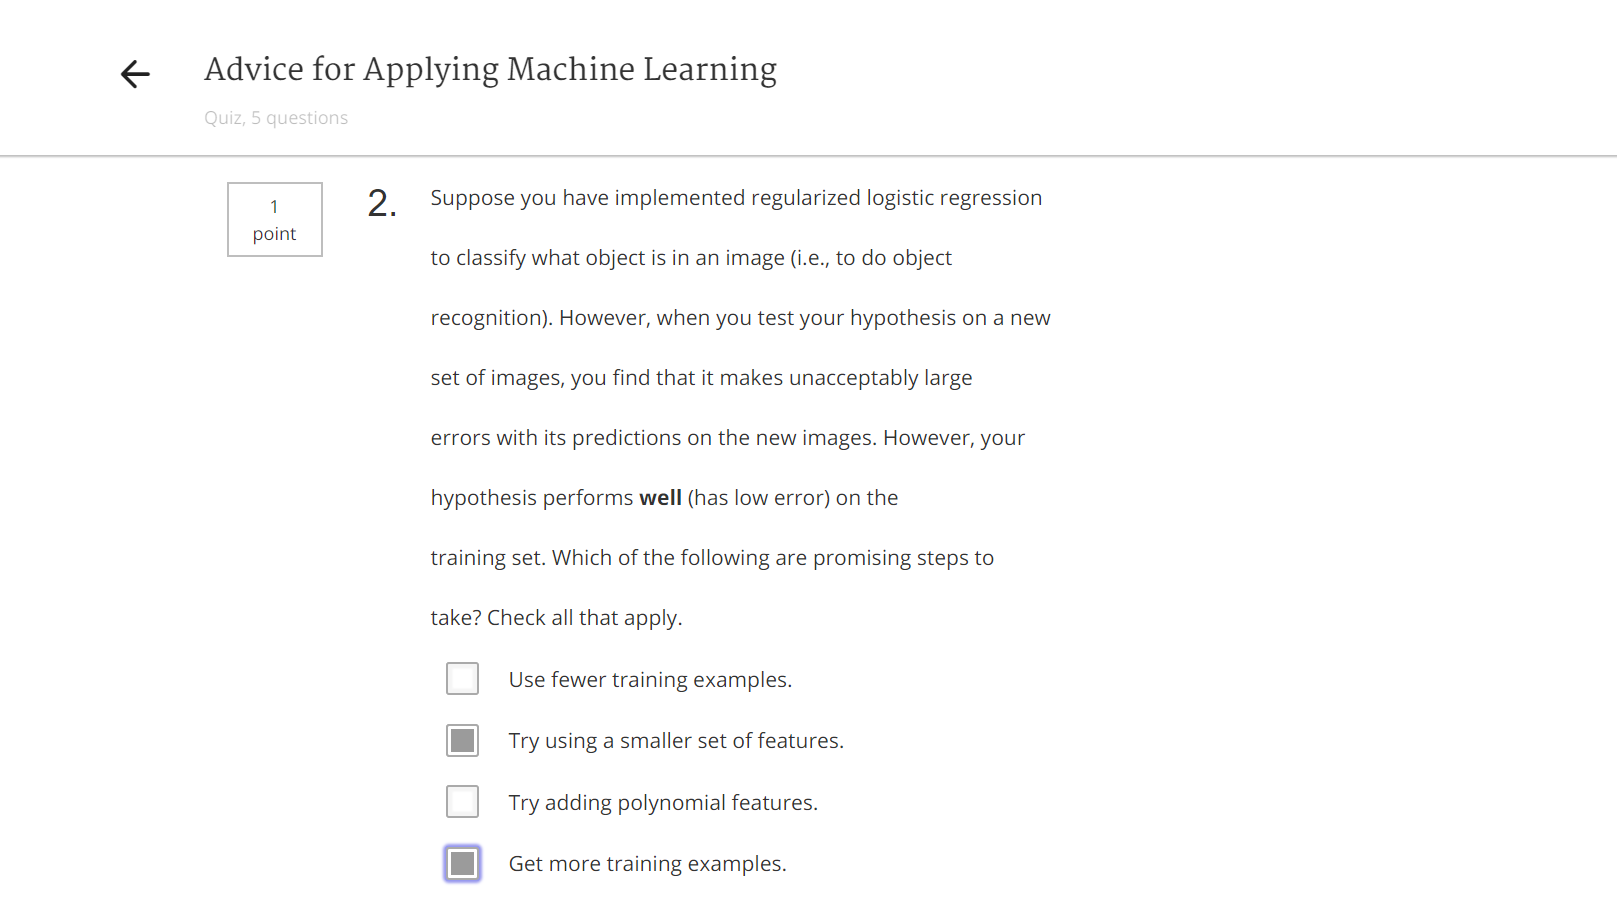 Advice for Applying Machine Learning
Quiz, 5 questions
1
point
2.
Suppose you have implemented regularized logistic regression
to classify what object is in an image (i.e., to do object
recognition). However, when you test your hypothesis on a new
set of images, you find that it makes unacceptably large
errors with its predictions on the new images. However, your
hypothesis performs well (has low error) on the
training set. Which of the following are promising steps to
take? Check all that apply.
Use fewer training examples.
Try using a smaller set of features.
Try adding polynomial features.
Get more training examples.